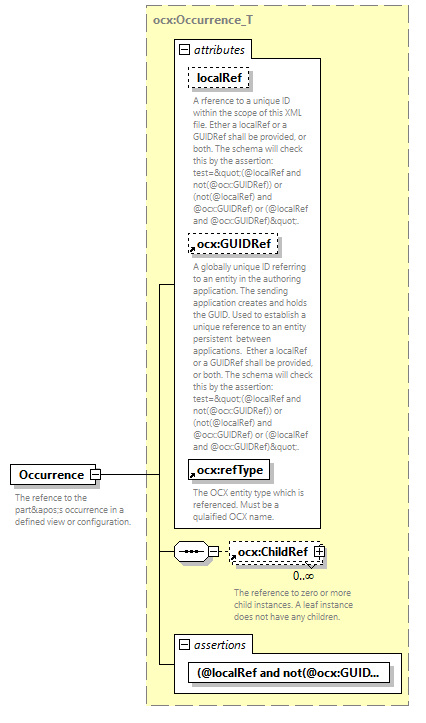 ocx:Occurrence_T
attributes
localRef
A rference to a unique ID
within the scope of this XML
file. Ether a localRef or a
GUIDRef shall be provided, or
both. The schema will check
this by the assertion:
test=&quot;(@localRef and
not(@ocx:GUIDRef)) or
(not(@localRef) and
@ocx:GUIDRef) or (@localRef
and @ocx:GUIDRef)&quot;.
ocx:GUIDRef
A globally unique ID referring
to an entity in the authoring
application. The sending
application creates and holds
the GUID. Used to establish a
unique reference to an entity
persistent  between
applications.  Ether a localRef
or a GUIDRef shall be provided,
or both. The schema will check
this by the assertion:
test=&quot;(@localRef and
not(@ocx:GUIDRef)) or
(not(@localRef) and
@ocx:GUIDRef) or (@localRef
and @ocx:GUIDRef)&quot;.
ocx:refType
The OCX entity type which is
referenced. Must be a
qulaified OCX name.
Occurrence
The refence to the
part&apos;s occurrence in a
defined view or configuration.
ocx:ChildRef
0..∞
The reference to zero or more
child instances. A leaf instance
does not have any children.
assertions
(@localRef and not(@ocx:GUID...